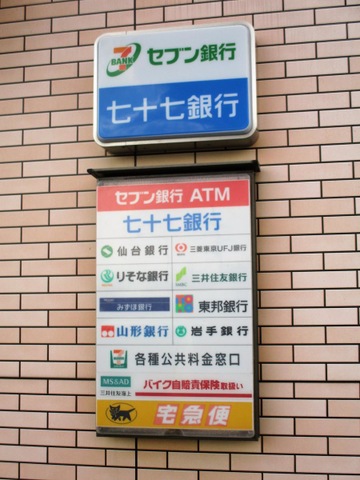 7 BANK セブン銀行
七十七銀行
セブン銀行 ATM
七十七銀行
仙台銀行 三菱東京UFJ銀行
りそな銀行 三井住友銀行
みずほ銀行 東邦銀行
山形銀行 岩手銀行
各種公共料金窓口
MS&AD
三井住友海上
バイク自賠責保険取扱い
宅急便